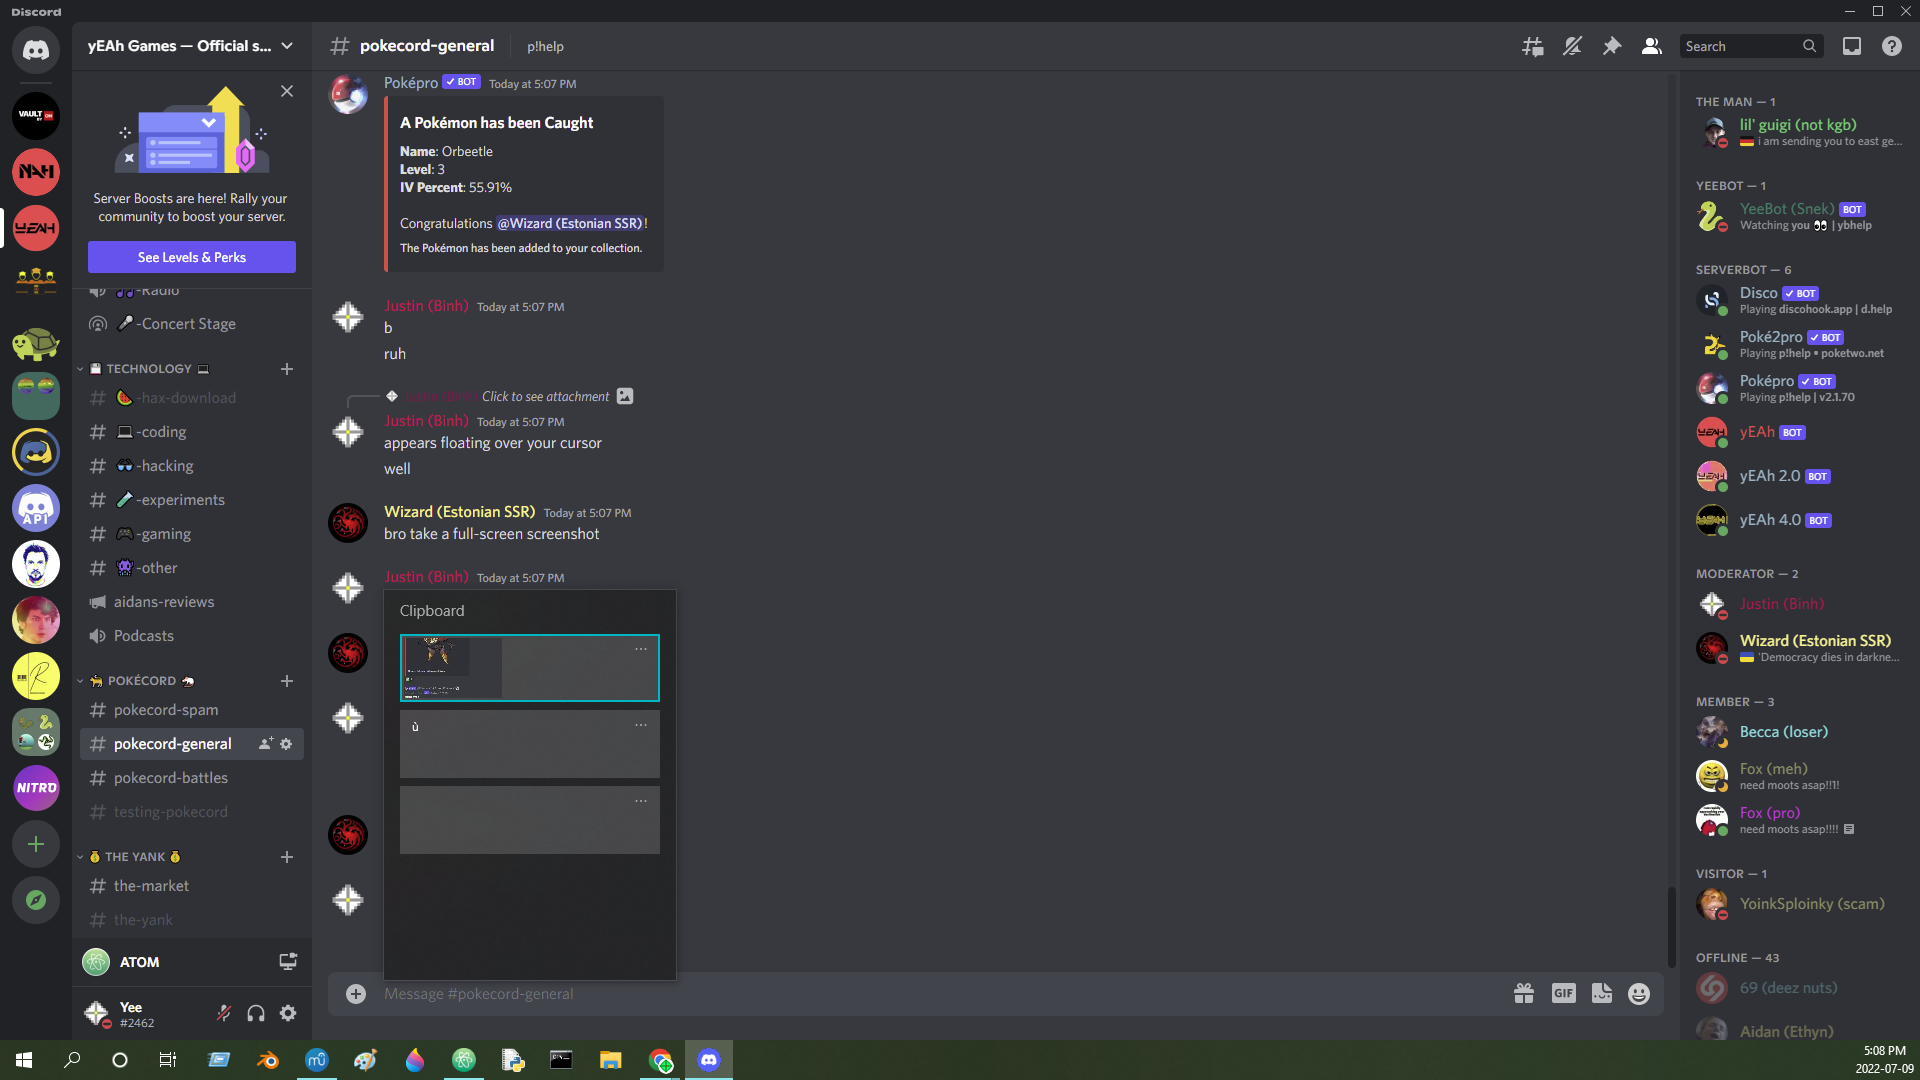 Discord
yEAh Games — Official s...
pokecord-general
p!help
Search
VAULT
NAH
YEAH
API
R
NITRO
Server Boosts are here! Rally your
community to boost your server.
See Levels & Perks
-Radio
-Concert Stage
TECHNOLOGY
-hax-download
-coding
-hacking
-experiments
-gaming
-other
aidans-reviews
Podcasts
POKÉCORD
pokecord-spam
pokecord-general
pokecord-battles
testing-pokecord
THE YANK
the-market
the-yank
ATOM
Yee
#2462
Poképro BOT Today at 5:07 PM
A Pokémon has been Caught
Name: Orbeetle
Level: 3
IV Percent: 55.91%
Congratulations @Wizard (Estonian SSR)!
The Pokémon has been added to your collection.
Justin (Binh) Today at 5:07 PM
b
ruh
Justin (Binh) Click to see attachment
Justin (Binh) Today at 5:07 PM
appears floating over your cursor
well
Wizard (Estonian SSR) Today at 5:07 PM
bro take a full-screen screenshot
Justin (Binh) Today at 5:07 PM
Clipboard
ù
Message #pokecord-general
GIF
THE MAN — 1
lil' guigi (not kgb)
i am sending you to east ge...
YEEBOT — 1
YeeBot (Snek) BOT
Watching you 👀 | ybhelp
SERVERBOT — 6
Disco BOT
Playing discohook.app | d.help
Poké2pro BOT
Playing p!help • poketwo.net
Poképro BOT
Playing p!help | v2.1.70
yEAh BOT
yEAh 2.0 BOT
yEAh 4.0 BOT
MODERATOR — 2
Justin (Binh)
Wizard (Estonian SSR)
'Democracy dies in darkne...
MEMBER — 3
Becca (loser)
Fox (meh)
need moots asap!!1!
Fox (pro)
need moots asap!!!!
VISITOR — 1
YoinkSploinky (scam)
OFFLINE — 43
69 (deez nuts)
Aidan (Ethyn)
5:08 PM
2022-07-09